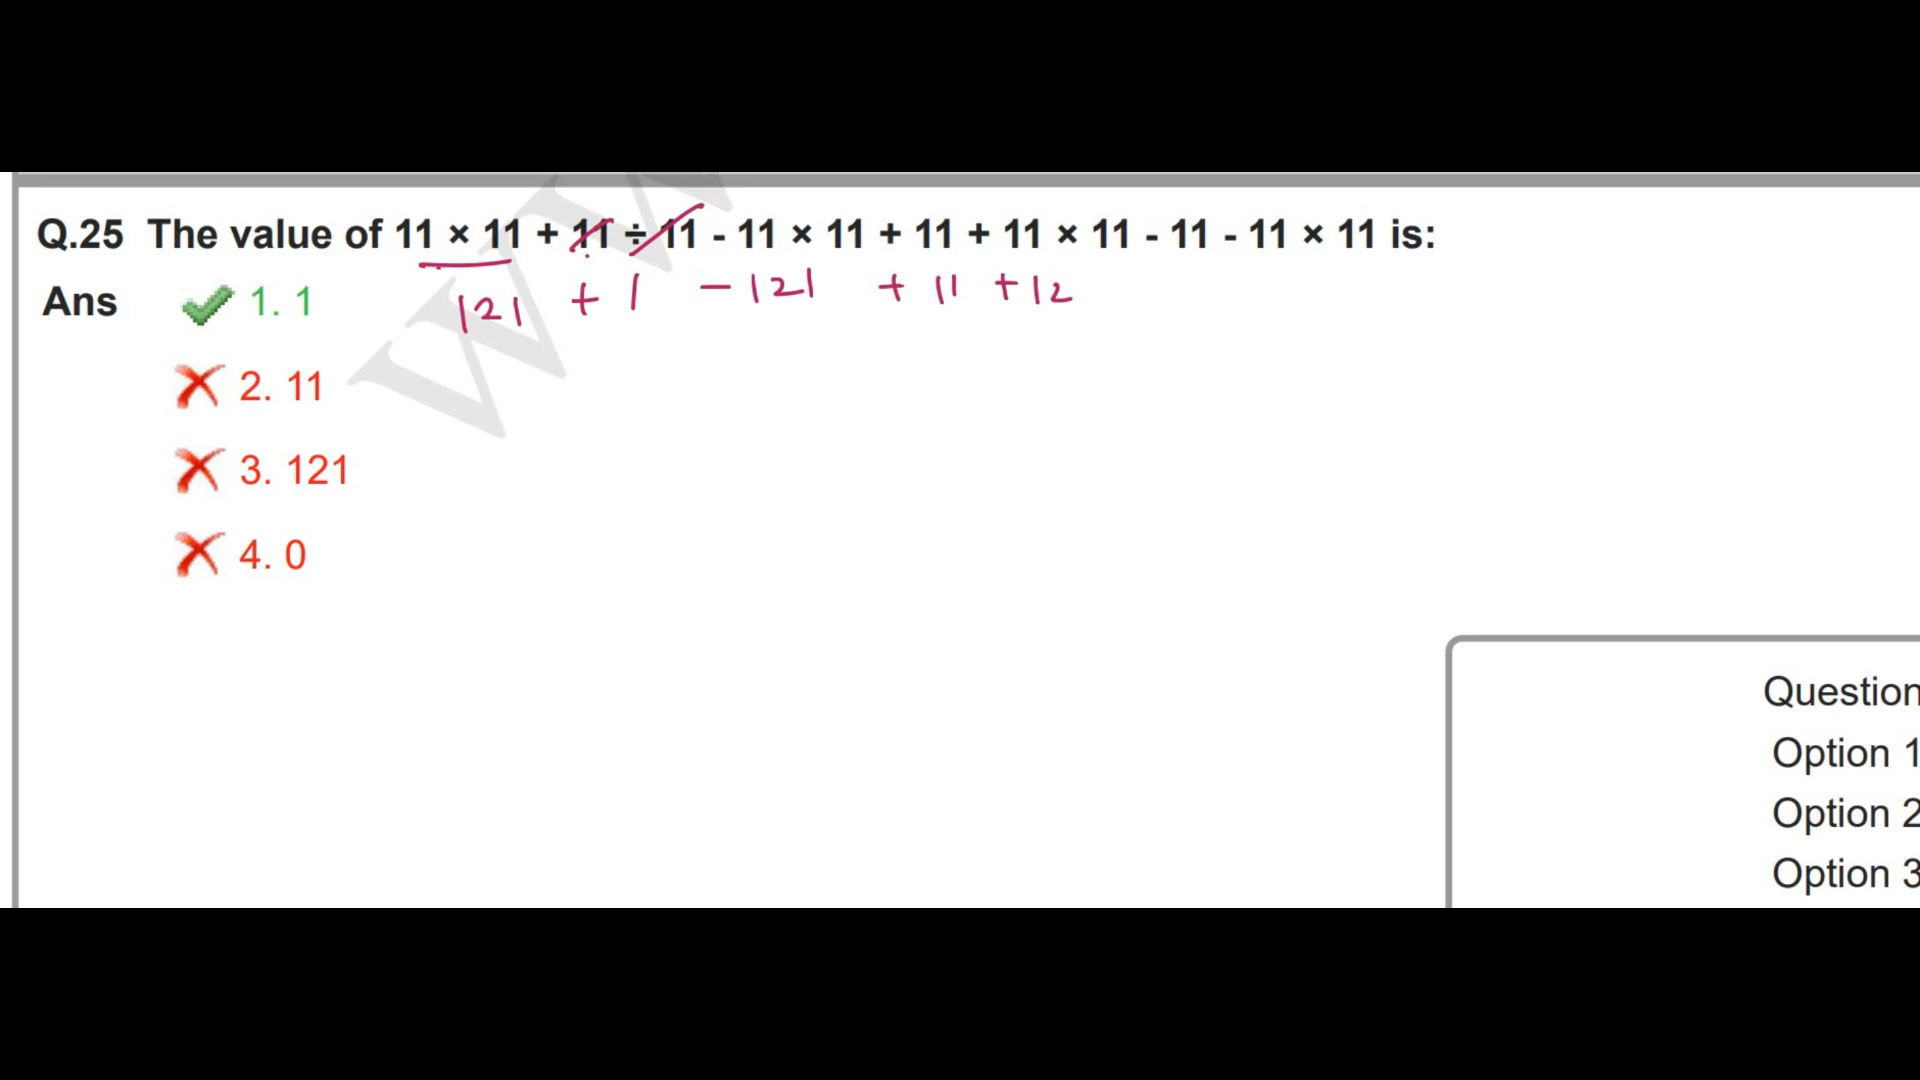 Q.25 The value of 11 × 11 + 11 ÷ 11 - 11 × 11 + 11 + 11 × 11 - 11 - 11 × 11 is:
121 + 1 - 121 + 11 + 12
Ans 1. 1
2. 11
3. 121
4. 0
Question
Option 1
Option 2
Option 3